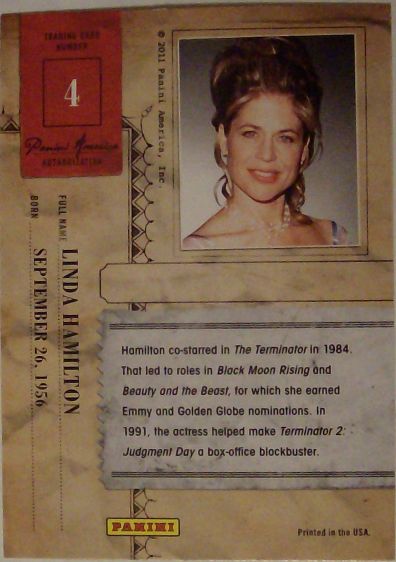 TRADING CARD
NUMBER
4
Panini America
AUTHORIZATION
© 2011 Panini America, Inc.
FULL NAME LINDA HAMILTON
BORN SEPTEMBER 26, 1956
Hamilton co-starred in The Terminator in 1984.
That led to roles in Black Moon Rising and
Beauty and the Beast, for which she earned
Emmy and Golden Globe nominations. In
1991, the actress helped make Terminator 2:
Judgment Day a box-office blockbuster.
PANINI
Printed in the USA.